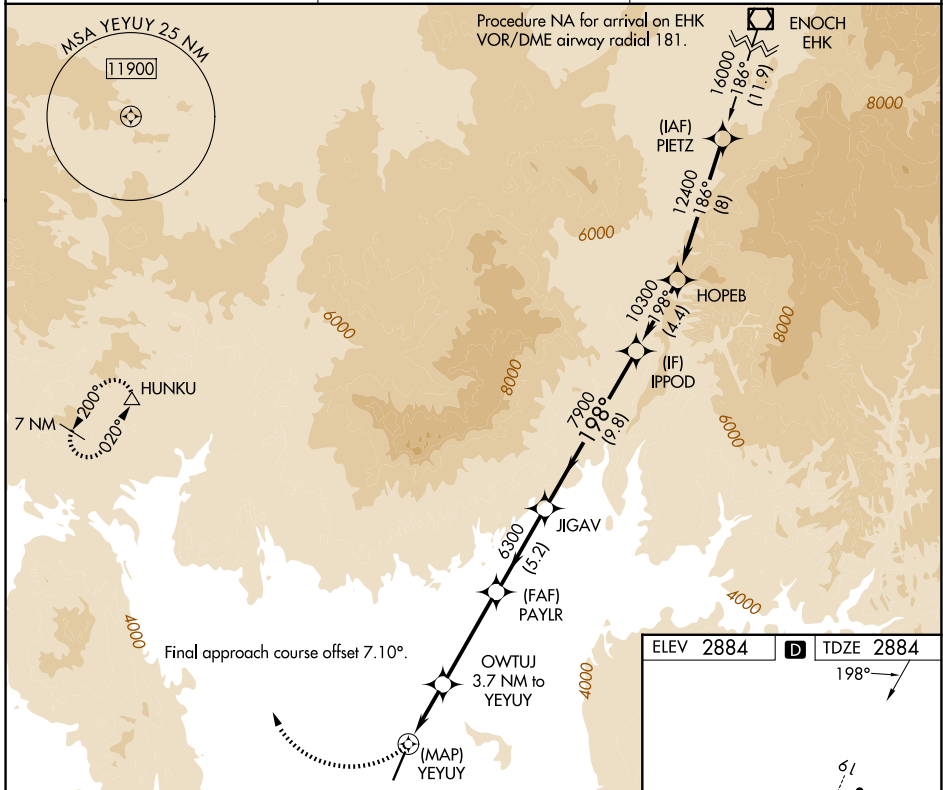 Procedure NA for arrival on EHK
VOR/DME airway radial 181.
ENOCH
EHK
MSA YEYUY 25 NM
11900
16000
186°
(11.9)
8000
(IAF)
PIETZ
12400
186°
(8)
6000
HOPEB
10300
198°
(4.4)
(IF)
IPPOD
6000
8000
8000
6000
7900
198°
(9.8)
HUNKU
200°
020°
7 NM
JIGAV
6300
(5.2)
(FAF)
PAYLR
4000
4000
4000
Final approach course offset 7.10°.
OWTUJ
3.7 NM to
YEYUY
(MAP)
YEYUY
ELEV 2884 D TDZE 2884
198°
19